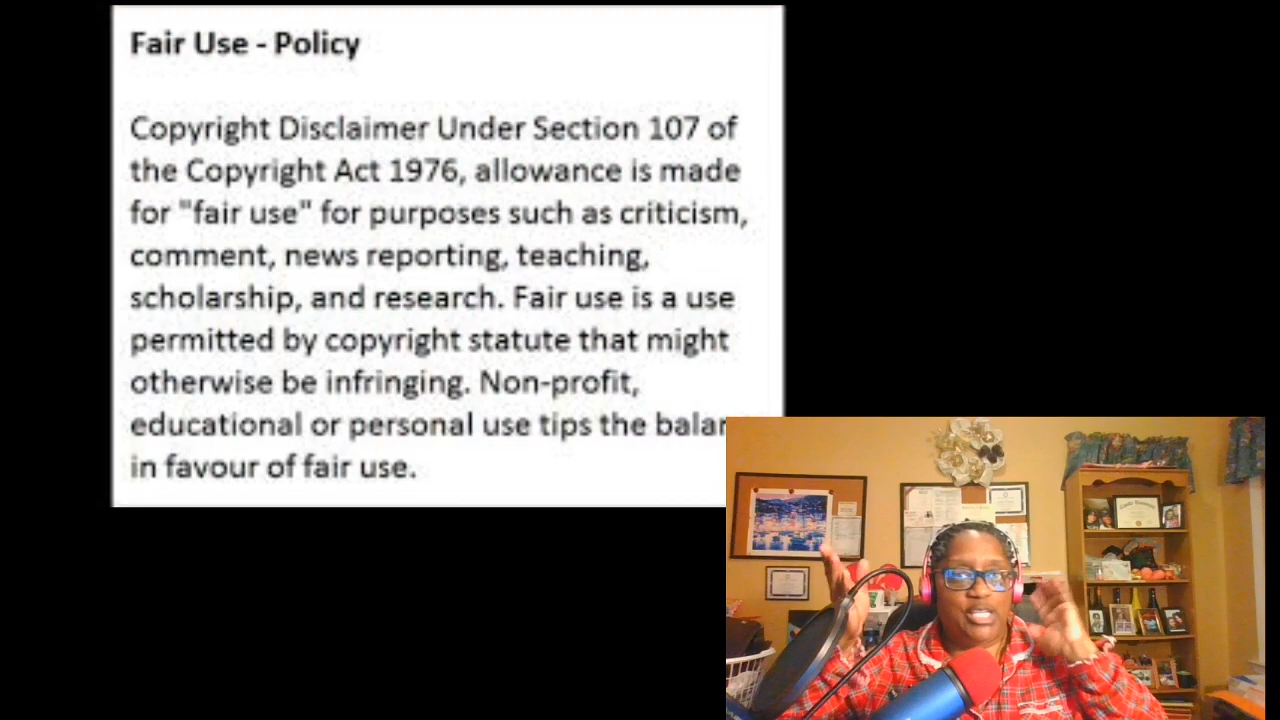 Fair Use - Policy
Copyright Disclaimer Under Section 107 of
the Copyright Act 1976, allowance is made
for "fair use" for purposes such as criticism,
comment, news reporting, teaching,
scholarship, and research. Fair use is a use
permitted by copyright statute that might
otherwise be infringing. Non-profit,
educational or personal use tips the
in favour of fair use.